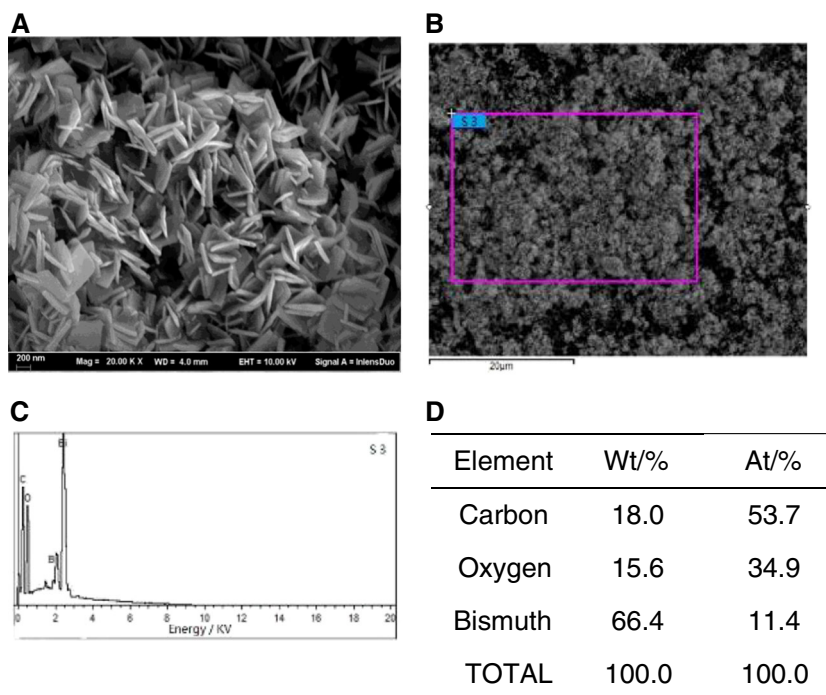 A
200 nm
Mag = 20.00 K X WD = 4.0 mm EHT = 10.00 kV Signal A = InlensDuo
B
S 3
20µm
C
Bi
S 3
C
O
B
0 2 4 6 8 10 12 14 16 18 20
Energy / KV
D
Element Wt/% At/%
Carbon 18.0 53.7
Oxygen 15.6 34.9
Bismuth 66.4 11.4
TOTAL 100.0 100.0